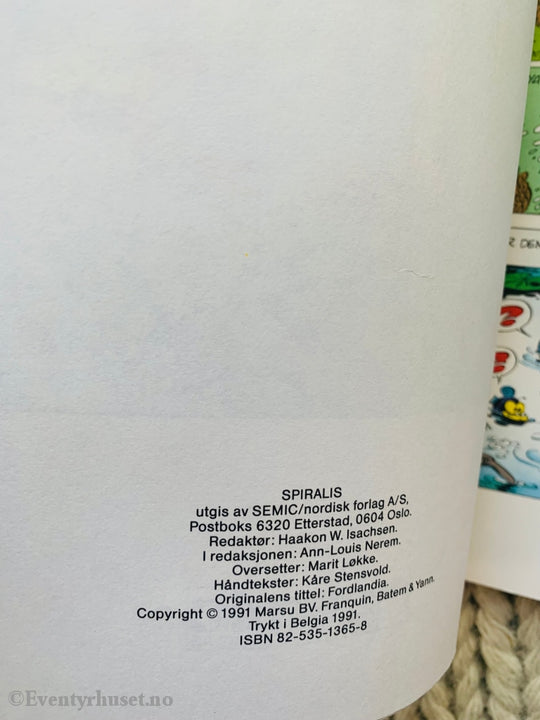 SPIRALIS
utgis av SEMIC/nordisk forlag A/S,
Postboks 6320 Etterstad, 0604 Oslo.
Redaktør: Haakon W. Isachsen.
I redaksjonen: Ann-Louis Nerem.
Oversetter: Marit Løkke.
Håndtekster: Kåre Stensvold.
Originalens tittel: Fordlandia.
Copyright © 1991 Marsu BV. Franquin, Batem & Yann.
Trykt i Belgia 1991.
ISBN 82-535-1365-8
DEN
©Eventyrhuset.no